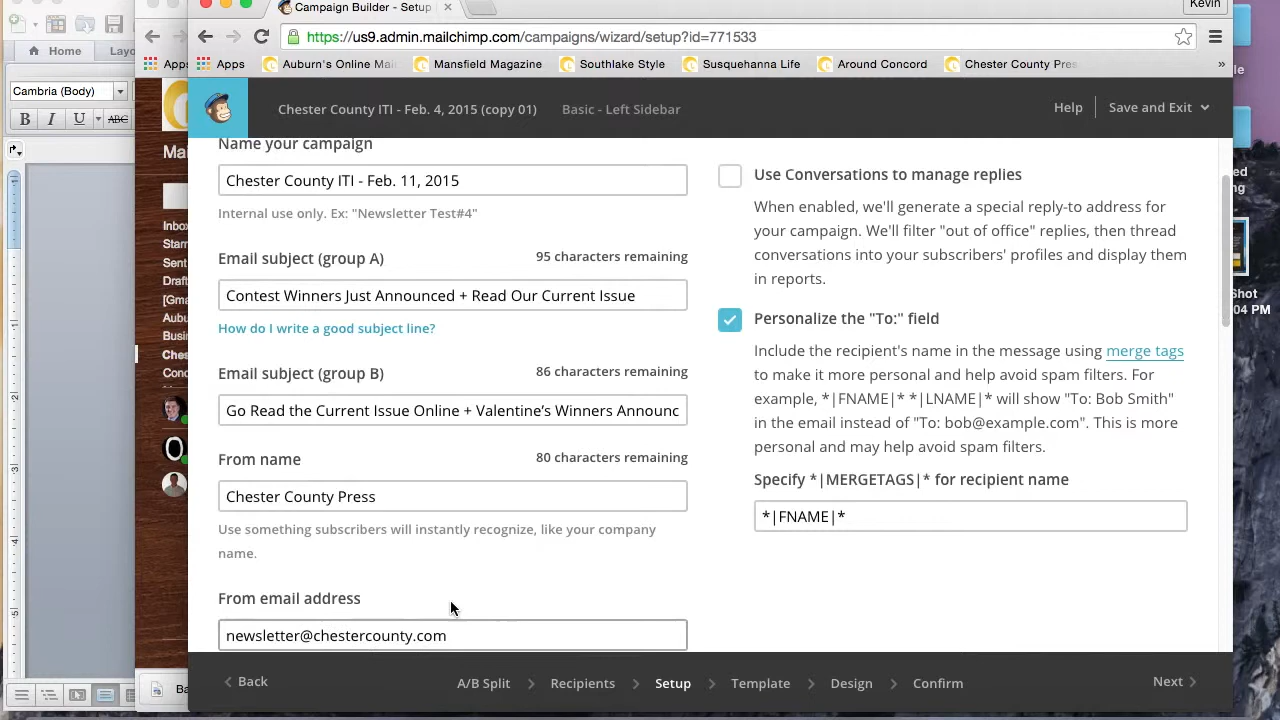 Campaign Builder - Setup
Kevin
https://us9.admin.mailchimp.com/campaigns/wizard/setup?id=771533
Home
Apps
Auburn's Online Ma
Mansfield Magazine
Snowflake Style
Susquehanna Life
Around Concord
Chester County Press
»
Cambria (Body)
B I U ABC
Chester County ITI - Feb. 4, 2015 (copy 01)
Basic - Left Sidebar
Help
Save and Exit
Name your campaign
Chester County ITI - Feb. 11, 2015
Internal use only. Ex: "Newsletter Test#4"
Email subject (group A)
95 characters remaining
Contest Winners Just Announced + Read Our Current Issue
How do I write a good subject line?
Email subject (group B)
86 characters remaining
Go Read the Current Issue Online + Valentine's Winners Announc
From name
80 characters remaining
Chester County Press
Use something subscribers will instantly recognize, like your company
name.
From email address
newsletter@chestercounty.com
Use Conversations to manage replies
When enabled, we'll generate a special reply-to address for
your campaign. We'll filter "out of office" replies, then thread
conversations into your subscribers' profiles and display them
in reports.
Personalize the "To:" field
Include the recipient's name in the message using merge tags
to make it more personal and help avoid spam filters. For
example, *|FNAME|* *|LNAME|* will show "To: Bob Smith"
in the email instead of "To: bob@example.com". This is more
personal and may help avoid spam filters.
Specify *|MERGETAGS|* for recipient name
*|FNAME|*
Back
A/B Split
Recipients
Setup
Template
Design
Confirm
Next
Inbox
Sent
04 PM